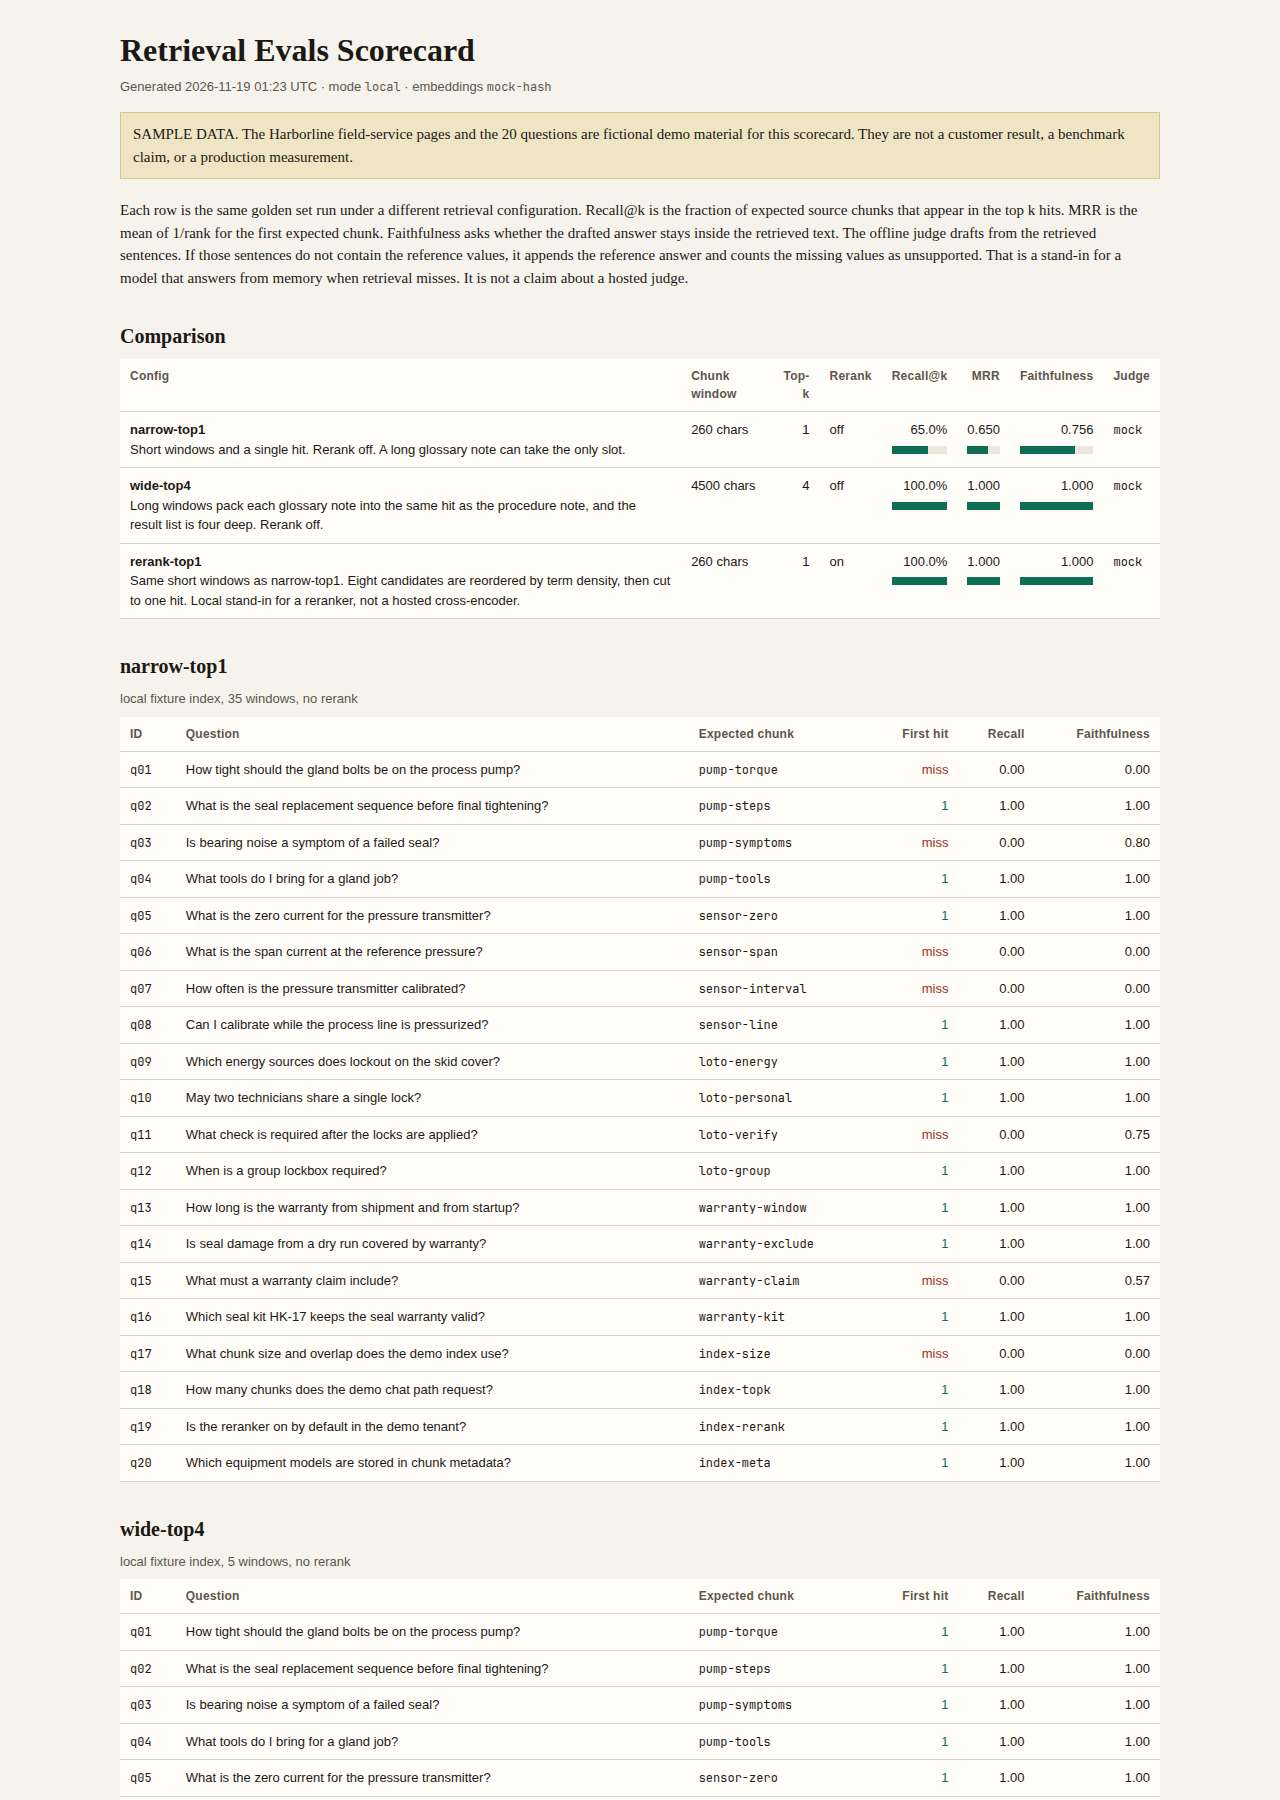 Retrieval Evals Scorecard
Generated 2026-11-19 01:23 UTC · mode local · embeddings mock-hash
SAMPLE DATA. The Harborline field-service pages and the 20 questions are fictional demo material for this scorecard. They are not a customer result, a benchmark
claim, or a production measurement.
Each row is the same golden set run under a different retrieval configuration. Recall@k is the fraction of expected source chunks that appear in the top k hits. MRR is the
mean of 1/rank for the first expected chunk. Faithfulness asks whether the drafted answer stays inside the retrieved text. The offline judge drafts from the retrieved
sentences. If those sentences do not contain the reference values, it appends the reference answer and counts the missing values as unsupported. That is a stand-in for a
model that answers from memory when retrieval misses. It is not a claim about a hosted judge.
Comparison
Config Chunk window Top-k Rerank Recall@k MRR Faithfulness Judge
narrow-top1 260 chars 1 off 65.0% 0.650 0.756 mock
Short windows and a single hit. Rerank off. A long glossary note can take the only slot.
wide-top4 4500 chars 4 off 100.0% 1.000 1.000 mock
Long windows pack each glossary note into the same hit as the procedure note, and the
result list is four deep. Rerank off.
rerank-top1 260 chars 1 on 100.0% 1.000 1.000 mock
Same short windows as narrow-top1. Eight candidates are reordered by term density, then cut
to one hit. Local stand-in for a reranker, not a hosted cross-encoder.
narrow-top1
local fixture index, 35 windows, no rerank
ID Question Expected chunk First hit Recall Faithfulness
q01 How tight should the gland bolts be on the process pump? pump-torque miss 0.00 0.00
q02 What is the seal replacement sequence before final tightening? pump-steps 1 1.00 1.00
q03 Is bearing noise a symptom of a failed seal? pump-symptoms miss 0.00 0.80
q04 What tools do I bring for a gland job? pump-tools 1 1.00 1.00
q05 What is the zero current for the pressure transmitter? sensor-zero 1 1.00 1.00
q06 What is the span current at the reference pressure? sensor-span miss 0.00 0.00
q07 How often is the pressure transmitter calibrated? sensor-interval miss 0.00 0.00
q08 Can I calibrate while the process line is pressurized? sensor-line 1 1.00 1.00
q09 Which energy sources does lockout on the skid cover? loto-energy 1 1.00 1.00
q10 May two technicians share a single lock? loto-personal 1 1.00 1.00
q11 What check is required after the locks are applied? loto-verify miss 0.00 0.75
q12 When is a group lockbox required? loto-group 1 1.00 1.00
q13 How long is the warranty from shipment and from startup? warranty-window 1 1.00 1.00
q14 Is seal damage from a dry run covered by warranty? warranty-exclude 1 1.00 1.00
q15 What must a warranty claim include? warranty-claim miss 0.00 0.57
q16 Which seal kit HK-17 keeps the seal warranty valid? warranty-kit 1 1.00 1.00
q17 What chunk size and overlap does the demo index use? index-size miss 0.00 0.00
q18 How many chunks does the demo chat path request? index-topk 1 1.00 1.00
q19 Is the reranker on by default in the demo tenant? index-rerank 1 1.00 1.00
q20 Which equipment models are stored in chunk metadata? index-meta 1 1.00 1.00
wide-top4
local fixture index, 5 windows, no rerank
ID Question Expected chunk First hit Recall Faithfulness
q01 How tight should the gland bolts be on the process pump? pump-torque 1 1.00 1.00
q02 What is the seal replacement sequence before final tightening? pump-steps 1 1.00 1.00
q03 Is bearing noise a symptom of a failed seal? pump-symptoms 1 1.00 1.00
q04 What tools do I bring for a gland job? pump-tools 1 1.00 1.00
q05 What is the zero current for the pressure transmitter? sensor-zero 1 1.00 1.00